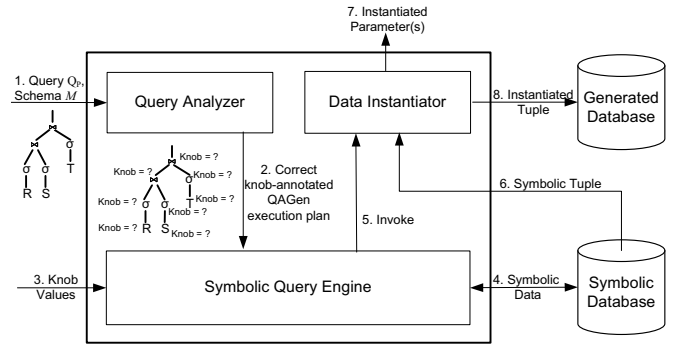 7. Instantiated
Parameter(s)
1. Query QP,
Schema M
Query Analyzer
Data Instantiator
8. Instantiated
Tuple
Generated
Database
σ
T
σ
σ
R
S
Knob = ?
Knob = ?
Knob = ?
σ
Knob = ?
σ
σ
T
Knob = ?
Knob = ?
Knob = ?
R
S
Knob = ?
2. Correct
knob-annotated
QAGen
execution plan
5. Invoke
6. Symbolic Tuple
3. Knob
Values
Symbolic Query Engine
4. Symbolic
Data
Symbolic
Database